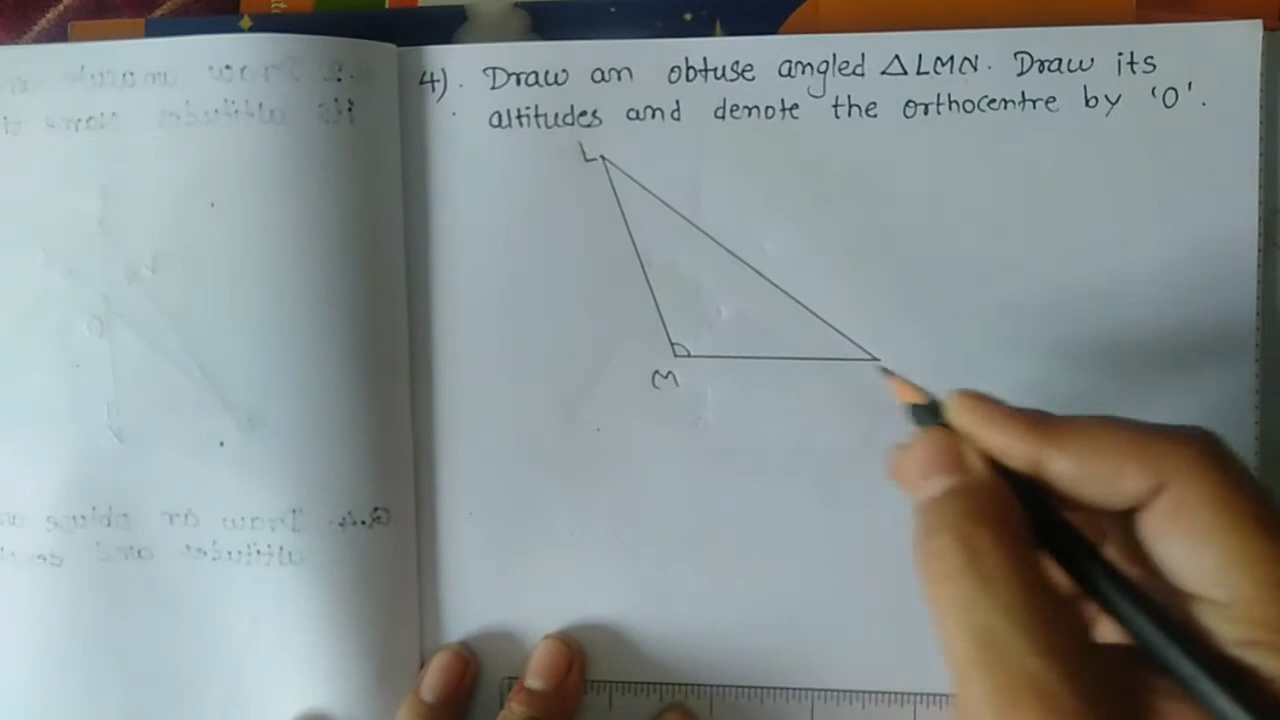 4). Draw an obtuse angled △LMN. Draw its
altitudes and denote the orthocentre by 'O'.
L
M